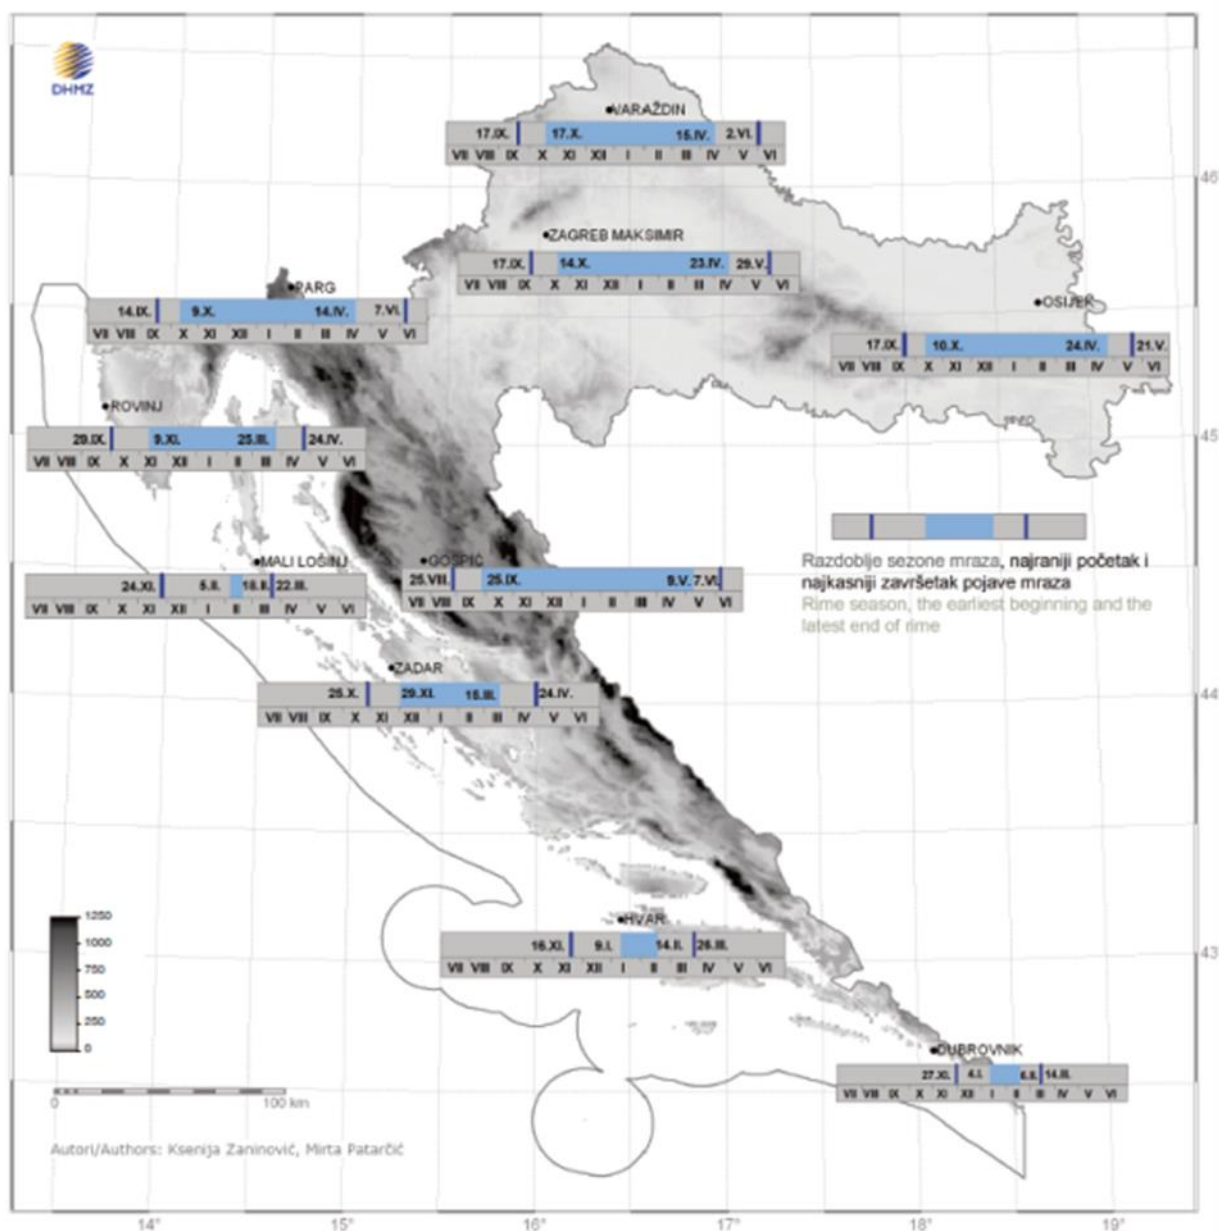 DHMZ
VARAŽDIN
17.IX. 17.X. 15.IV. 2.VI.
VII VIII IX X XI XII I II III IV V VI
ZAGREB MAKSIMIR
17.IX. 14.X. 23.IV. 29.V.
VII VIII IX X XI XII I II III IV V VI
PARG
14.IX. 9.X. 14.IV. 7.VI.
VII VIII IX X XI XII I II III IV V VI
OSIJEK
17.IX. 10.X. 24.IV. 21.V.
VII VIII IX X XI XII I II III IV V VI
ROVINJ
29.IX. 9.XI. 25.III. 24.IV.
VII VIII IX X XI XII I II III IV V VI
MALI LOŠINJ
24.XI. 5.II. 18.II. 22.III.
VII VIII IX X XI XII I II III IV V VI
GOSPIĆ
25.VIII. 25.IX. 9.V. 7.VI.
VII VIII IX X XI XII I II III IV V VI
Razdoblje sezone mraza, najraniji početak i
najkasniji završetak pojave mraza
Rime season, the earliest beginning and the
latest end of rime
ZADAR
25.X. 29.XI. 15.III. 24.IV.
VII VIII IX X XI XII I II III IV V VI
HVAR
16.XI. 9.I. 14.II. 26.III.
VII VIII IX X XI XII I II III IV V VI
DUBROVNIK
27.XI. 4.I. 6.II. 14.III.
VII VIII IX X XI XII I II III IV V VI
1250
1000
750
500
250
0
0 100 km
Autori/Authors: Ksenija Zaninović, Mirta Patarčić
46
45
44
43
14° 15° 16° 17° 18° 19°